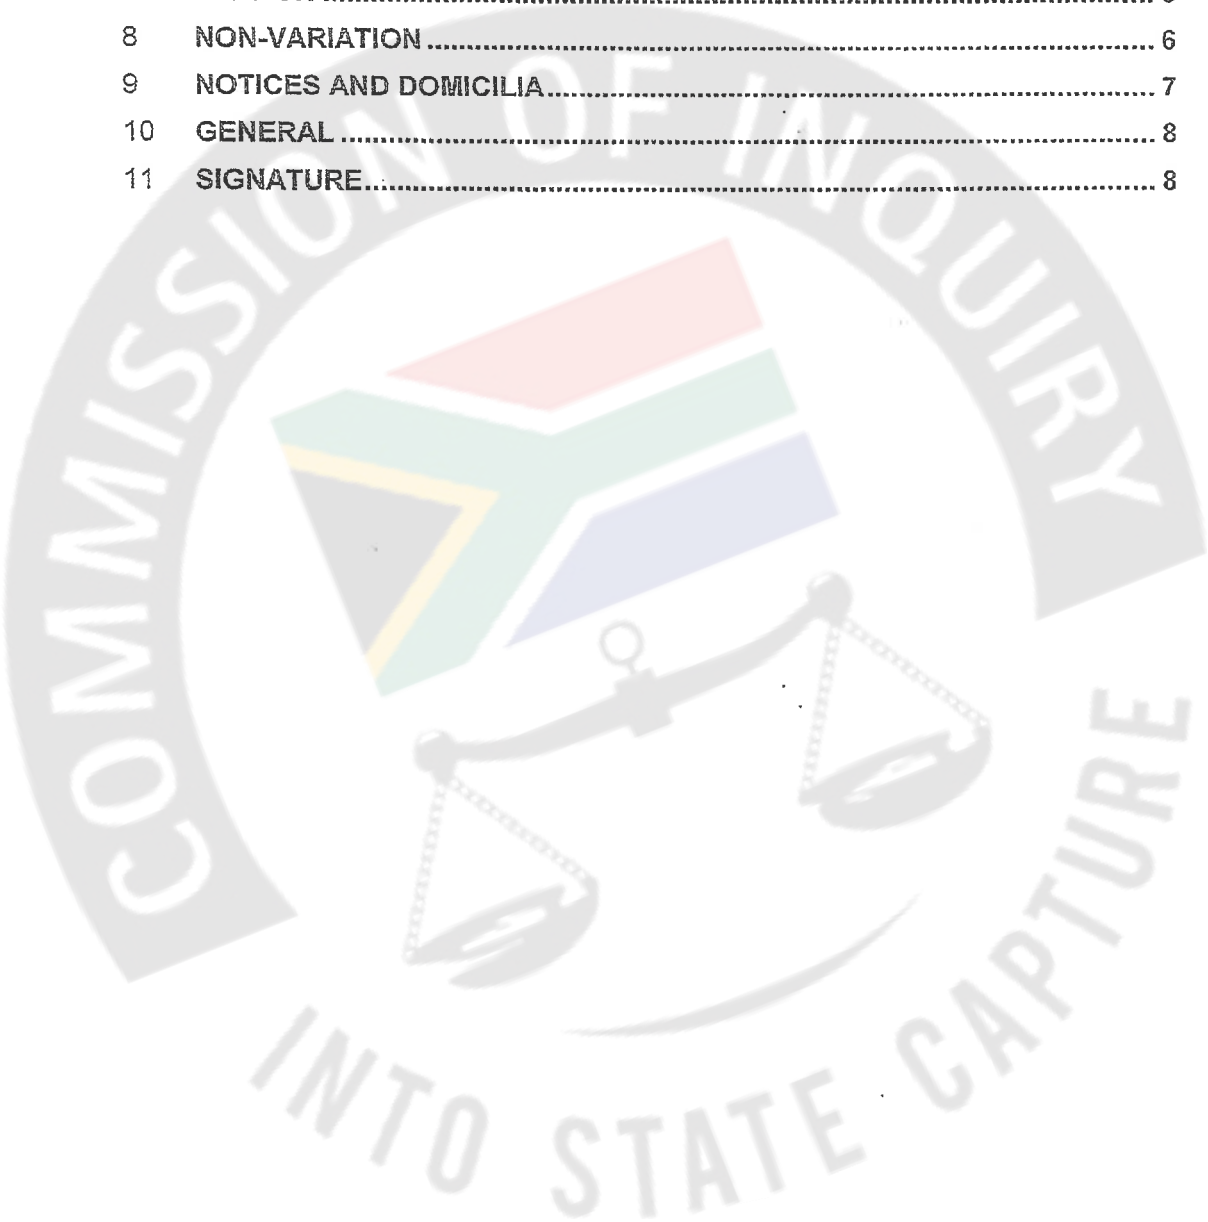 8 NON-VARIATION ........ 6
9 NOTICES AND DOMICILIA ........ 7
10 GENERAL ........ 8
11 SIGNATURE ........ 8
COMMISSION OF INQUIRY
INTO STATE CAPTURE